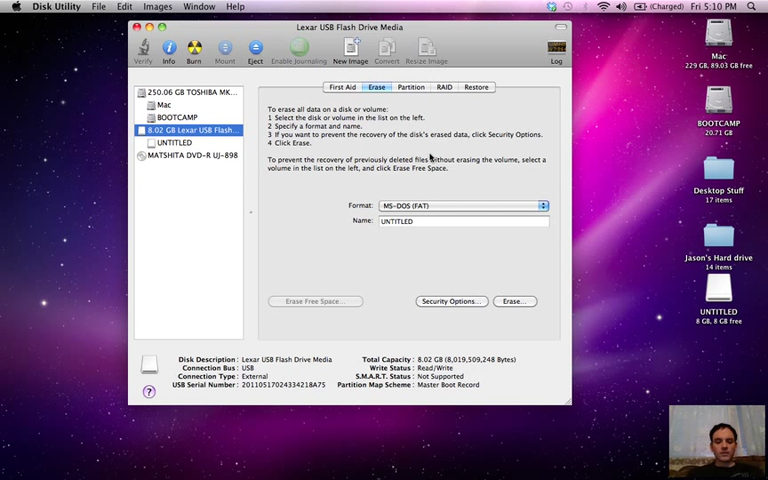 Disk Utility File Edit Images Window Help
(Charged) Fri 5:10 PM
Lexar USB Flash Drive Media
Verify Info Burn Mount Eject Enable Journaling New Image Convert Resize Image Log
250.06 GB TOSHIBA MK...
Mac
BOOTCAMP
8.02 GB Lexar USB Flash...
UNTITLED
MATSHITA DVD-R UJ-898
First Aid Erase Partition RAID Restore
To erase all data on a disk or volume:
1 Select the disk or volume in the list on the left.
2 Specify a format and name.
3 If you want to prevent the recovery of the disk's erased data, click Security Options.
4 Click Erase.
To prevent the recovery of previously deleted files without erasing the volume, select a
volume in the list on the left, and click Erase Free Space.
Format: MS-DOS (FAT)
Name: UNTITLED
Erase Free Space... Security Options... Erase...
Disk Description : Lexar USB Flash Drive Media
Connection Bus : USB
Connection Type : External
USB Serial Number : 20110517024334218A75
Total Capacity : 8.02 GB (8,019,509,248 Bytes)
Write Status : Read/Write
S.M.A.R.T. Status : Not Supported
Partition Map Scheme : Master Boot Record
?
Mac
229 GB, 89.03 GB free
BOOTCAMP
20.71 GB
Desktop Stuff
17 items
Jason's Hard drive
14 items
UNTITLED
8 GB, 8 GB free